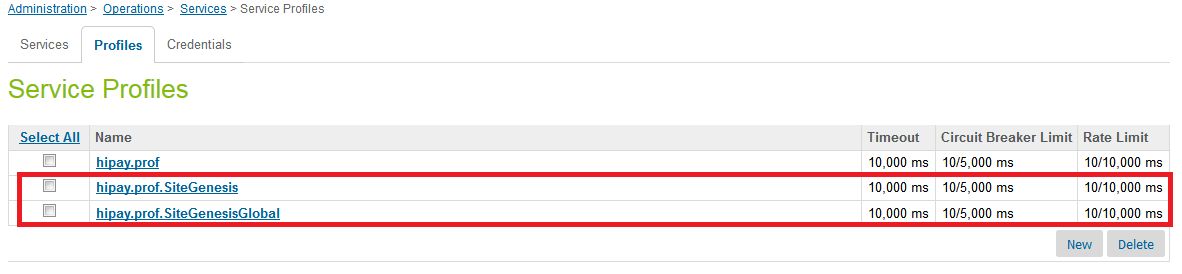 Administration > Operations > Services > Service Profiles
Services Profiles Credentials
Service Profiles
Select All Name Timeout Circuit Breaker Limit Rate Limit
hipay.prof 10,000 ms 10/5,000 ms 10/10,000 ms
hipay.prof.SiteGenesis 10,000 ms 10/5,000 ms 10/10,000 ms
hipay.prof.SiteGenesisGlobal 10,000 ms 10/5,000 ms 10/10,000 ms
New Delete